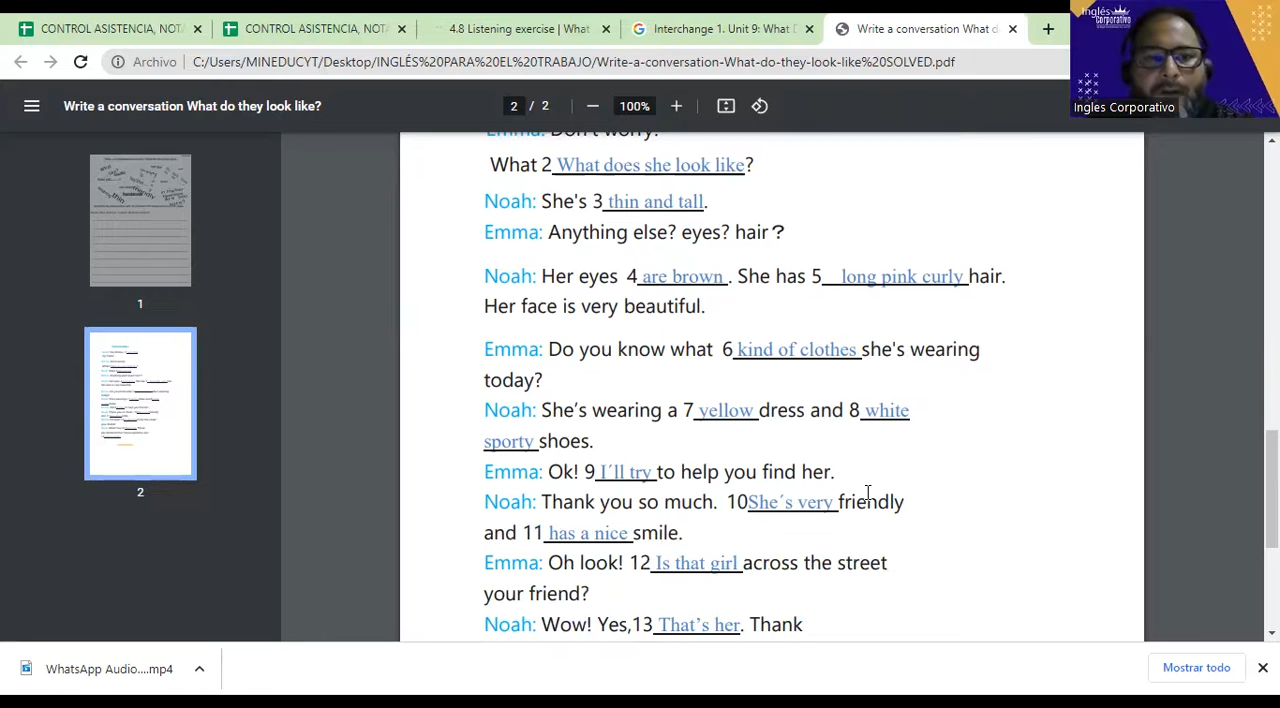 CONTROL ASISTENCIA, NOTA
CONTROL ASISTENCIA, NOTA
4.8 Listening exercise | What
Interchange 1. Unit 9: What D
Write a conversation What do
Archivo
C:/Users/MINEDUCYT/Desktop/INGLÉS%20PARA%20EL%20TRABAJO/Write-a-conversation-What-do-they-look-like%20SOLVED.pdf
Inglés
Corporativo
Ingles Corporativo
Write a conversation What do they look like?
2 / 2
100%
1
2
Emma: Don't worry!
What 2 What does she look like?
Noah: She's 3 thin and tall.
Emma: Anything else? eyes? hair?
Noah: Her eyes 4 are brown . She has 5 long pink curly hair.
Her face is very beautiful.
Emma: Do you know what 6 kind of clothes she's wearing
today?
Noah: She’s wearing a 7 yellow dress and 8 white
sporty shoes.
Emma: Ok! 9 I´ll try to help you find her.
Noah: Thank you so much. 10 She´s very friendly
and 11 has a nice smile.
Emma: Oh look! 12 Is that girl across the street
your friend?
Noah: Wow! Yes,13 That’s her. Thank
WhatsApp Audio....mp4
Mostrar todo